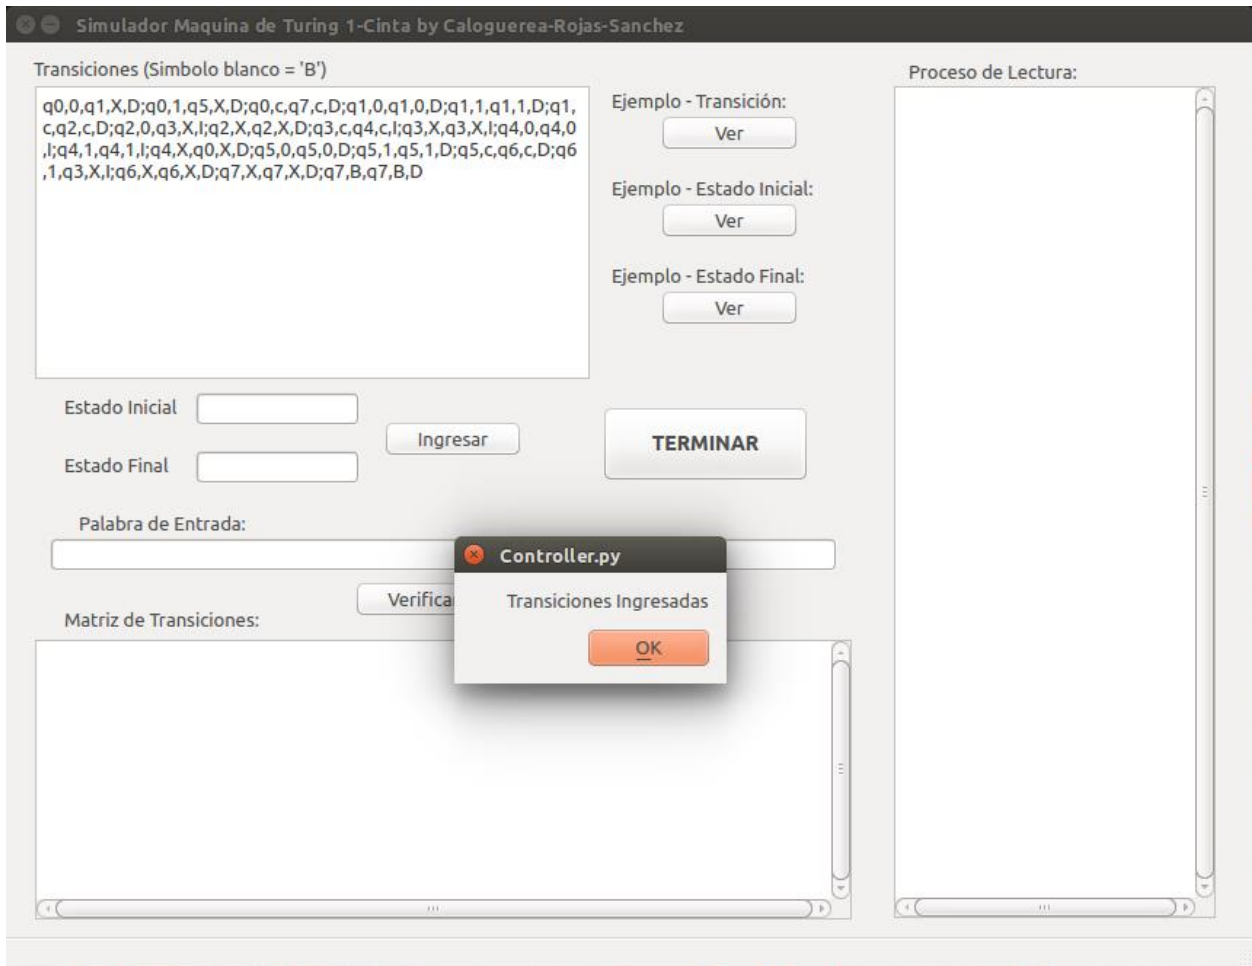 Simulador Maquina de Turing 1-Cinta by Caloguerea-Rojas-Sanchez
Transiciones (Simbolo blanco = 'B')
q0,0,q1,X,D;q0,1,q5,X,D;q0,c,q7,c,D;q1,0,q1,0,D;q1,1,q1,1,D;q1,
c,q2,c,D;q2,0,q3,X,I;q2,X,q2,X,D;q3,c,q4,c,I;q3,X,q3,X,I;q4,0,q4,0
,I;q4,1,q4,1,I;q4,X,q0,X,D;q5,0,q5,0,D;q5,1,q5,1,D;q5,c,q6,c,D;q6
,1,q3,X,I;q6,X,q6,X,D;q7,X,q7,X,D;q7,B,q7,B,D
Ejemplo - Transición:
Ver
Ejemplo - Estado Inicial:
Ver
Ejemplo - Estado Final:
Ver
Proceso de Lectura:
Estado Inicial
Estado Final
Ingresar
TERMINAR
Palabra de Entrada:
Verifica
Matriz de Transiciones:
Controller.py
Transiciones Ingresadas
OK